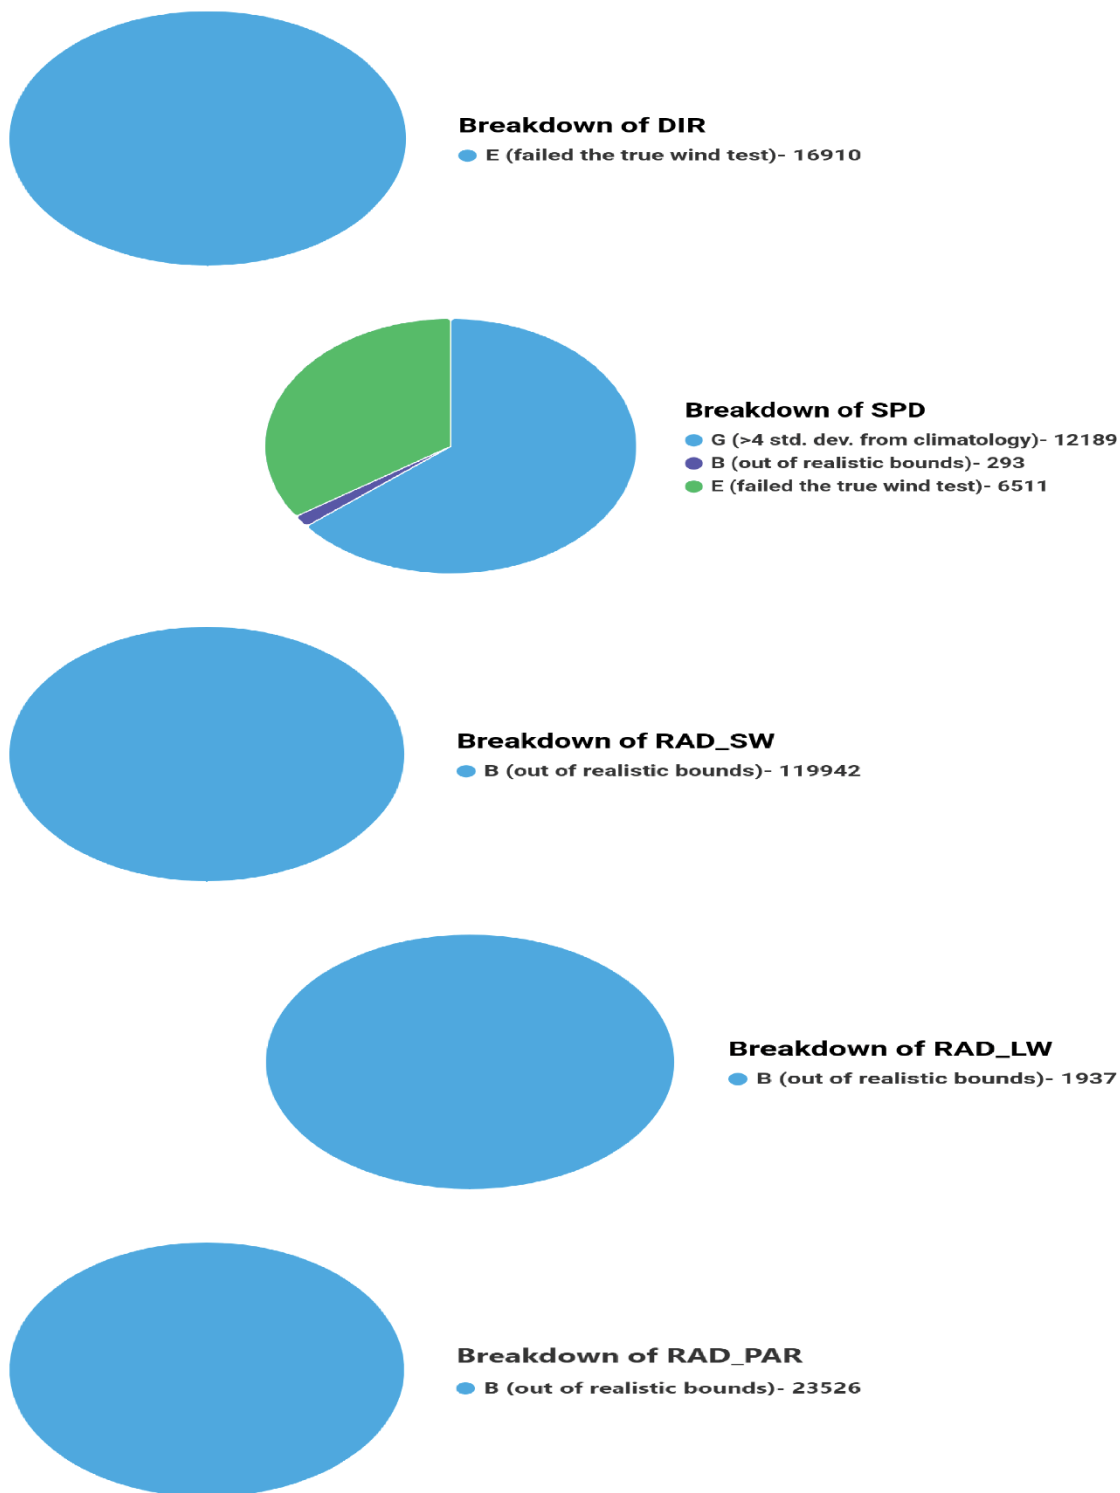 Breakdown of DIR
E (failed the true wind test)- 16910
Breakdown of SPD
G (>4 std. dev. from climatology)- 12189
B (out of realistic bounds)- 293
E (failed the true wind test)- 6511
Breakdown of RAD_SW
B (out of realistic bounds)- 119942
Breakdown of RAD_LW
B (out of realistic bounds)- 1937
Breakdown of RAD_PAR
B (out of realistic bounds)- 23526